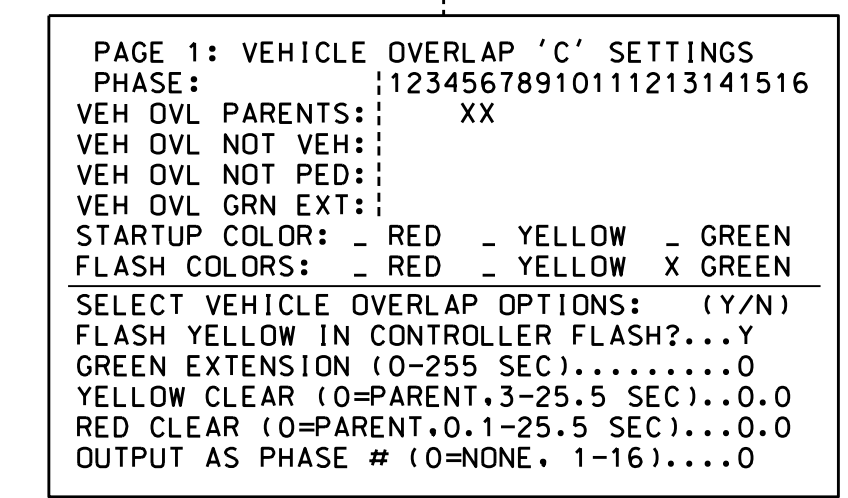 PAGE 1: VEHICLE OVERLAP 'C' SETTINGS
PHASE: ¦12345678910111213141516
VEH OVL PARENTS:¦ XX
VEH OVL NOT VEH:¦
VEH OVL NOT PED:¦
VEH OVL GRN EXT:¦
STARTUP COLOR: _ RED _ YELLOW _ GREEN
FLASH COLORS: _ RED _ YELLOW X GREEN
SELECT VEHICLE OVERLAP OPTIONS: (Y/N)
FLASH YELLOW IN CONTROLLER FLASH?...Y
GREEN EXTENSION (0-255 SEC).........0
YELLOW CLEAR (0=PARENT,3-25.5 SEC)..0.0
RED CLEAR (0=PARENT,0.1-25.5 SEC)...0.0
OUTPUT AS PHASE # (0=NONE, 1-16)....0